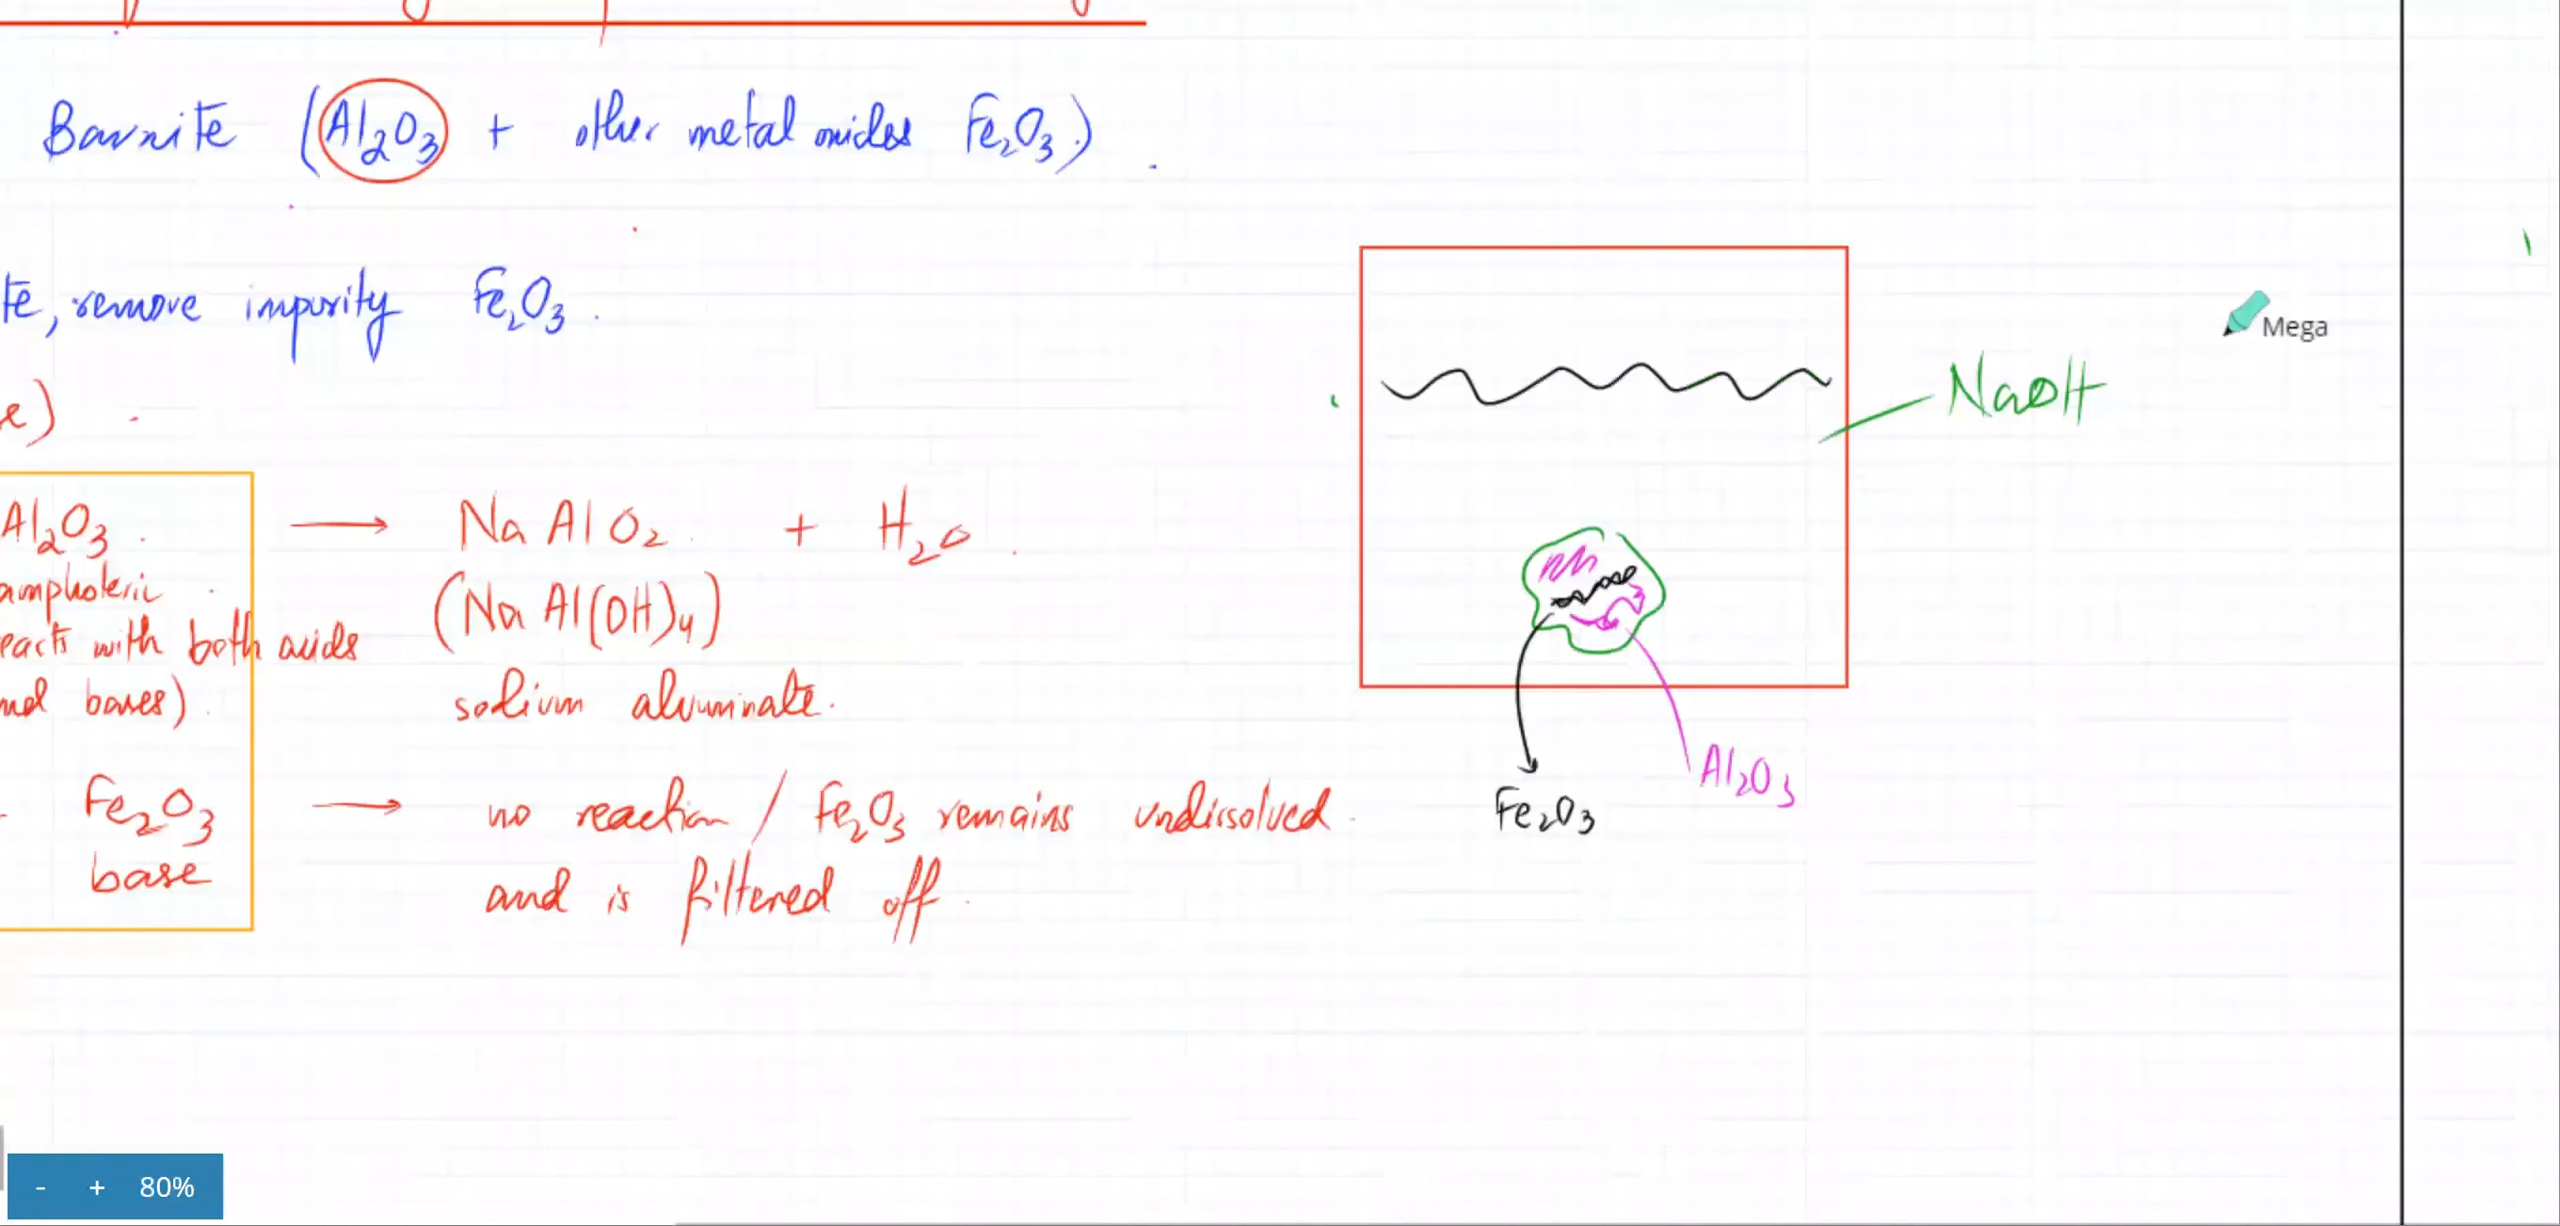 Bauxite (Al₂O₃ + other metal oxides Fe₂O₃)
te, remove impurity Fe₂O₃.
e)
Al₂O₃ → NaAlO₂ + H₂O
amphoteric (NaAl(OH)₄)
eacts with both acids
nd bases) sodium aluminate.
Fe₂O₃ → no reaction / Fe₂O₃ remains undissolved
base and is filtered off.
NaOH
Mega
Al₂O₃
Fe₂O₃
- + 80%